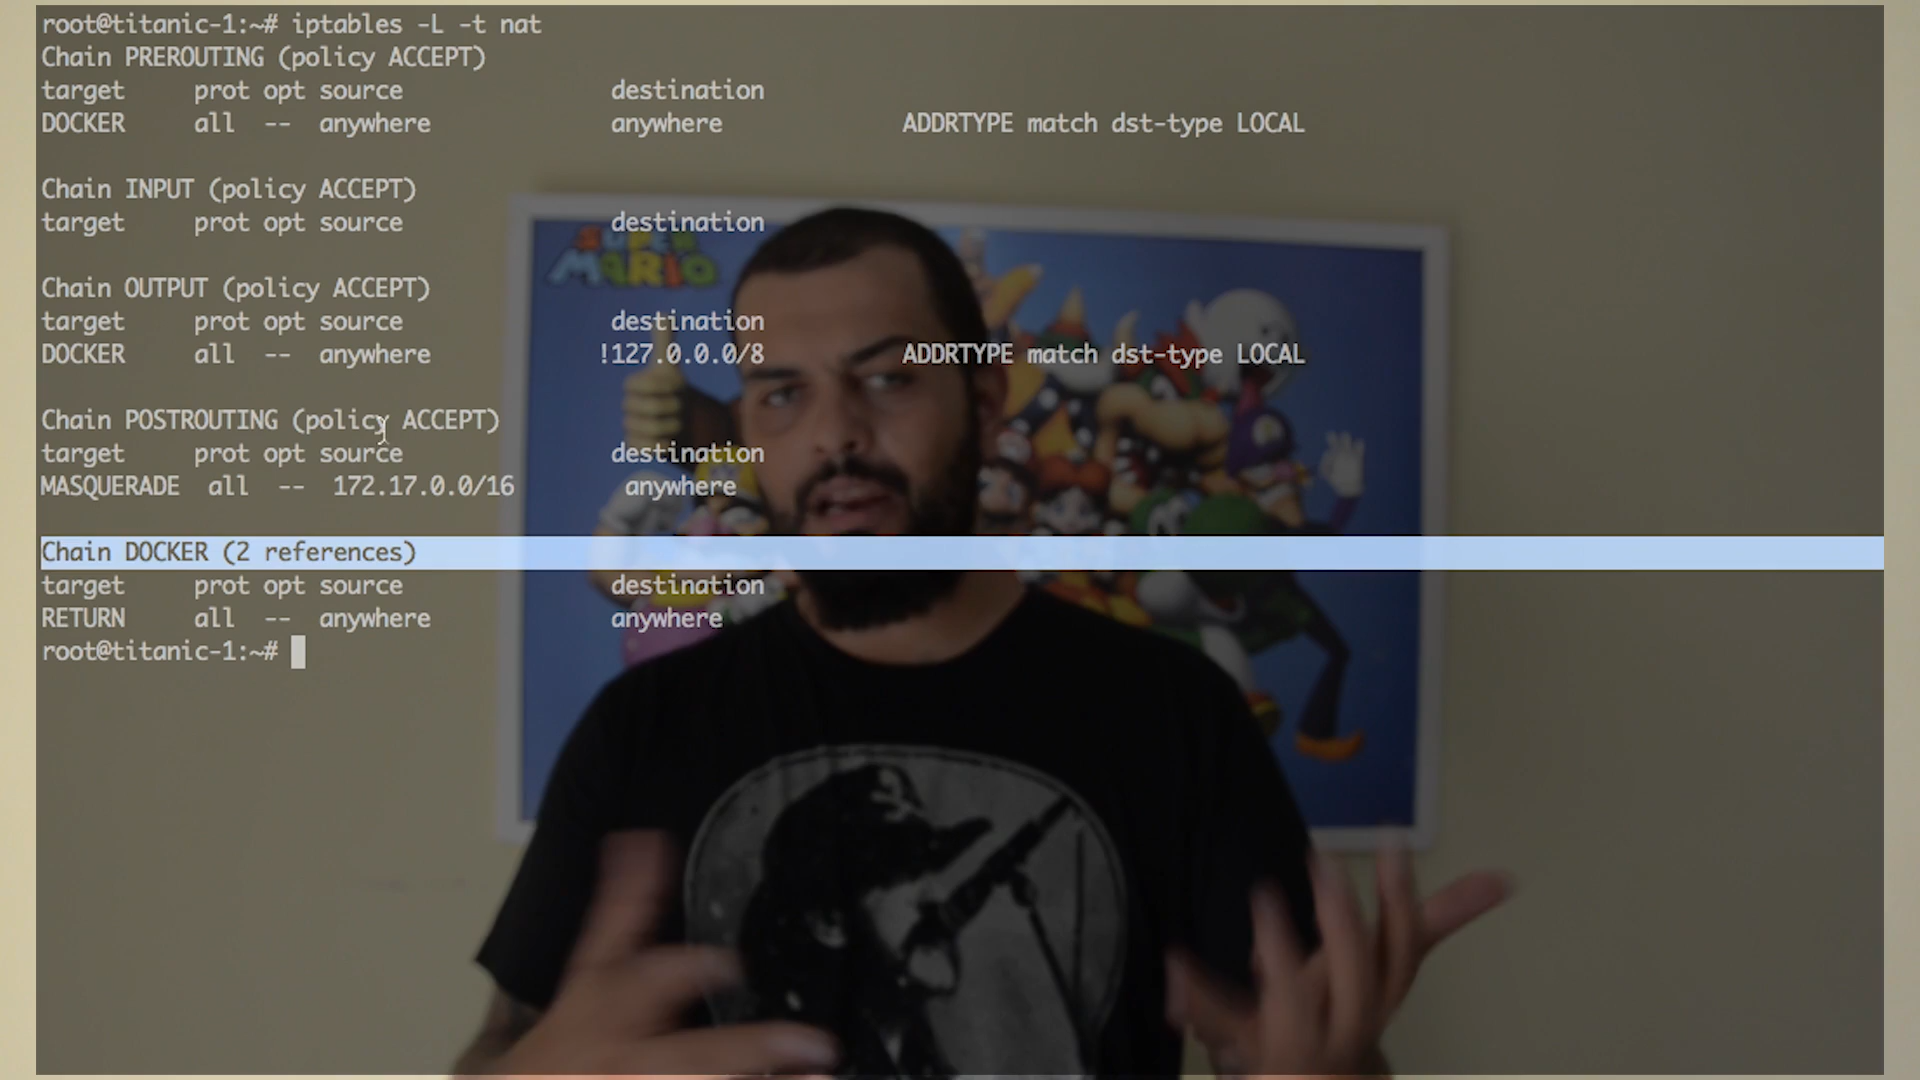 root@titanic-1:~# iptables -L -t nat
Chain PREROUTING (policy ACCEPT)
target     prot opt source               destination
DOCKER     all  --  anywhere             anywhere             ADDRTYPE match dst-type LOCAL
Chain INPUT (policy ACCEPT)
target     prot opt source               destination
SUPER
MARIO
Chain OUTPUT (policy ACCEPT)
target     prot opt source               destination
DOCKER     all  --  anywhere            !127.0.0.0/8          ADDRTYPE match dst-type LOCAL
Chain POSTROUTING (policy ACCEPT)
target     prot opt source               destination
MASQUERADE  all  --  172.17.0.0/16        anywhere
Chain DOCKER (2 references)
target     prot opt source               destination
RETURN     all  --  anywhere             anywhere
root@titanic-1:~#